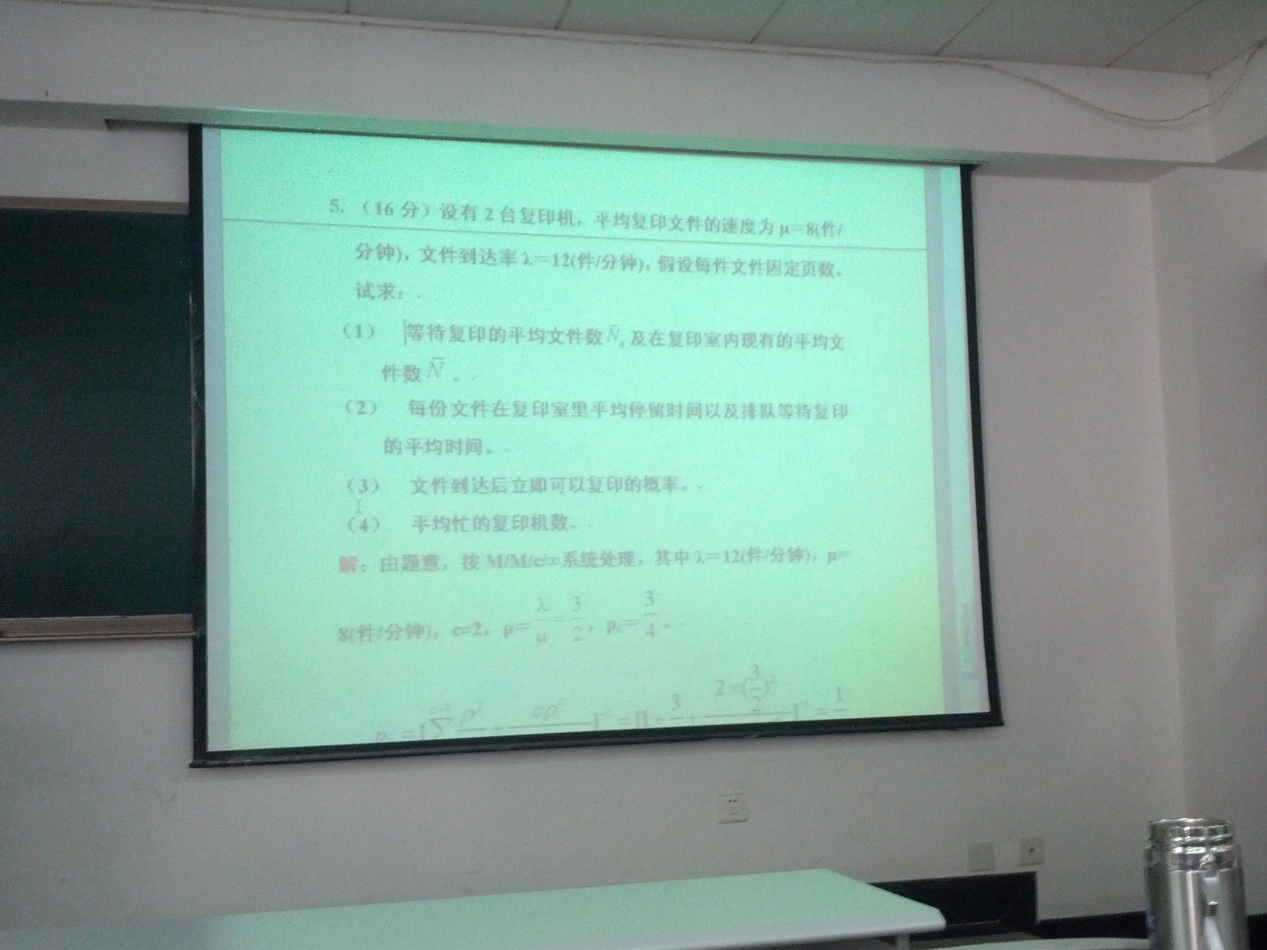 5. （16 分）设有 2 台复印机，平均复印文件的速度为 μ=8(件/
分钟)，文件到达率 λ=12(件/分钟)，假设每件文件固定页数。
试求：
（1） 等待复印的平均文件数 N̄q 及在复印室内现有的平均文
件数 N̄ 。
（2） 每份文件在复印室里平均停留时间以及排队等待复印
的平均时间。
（3） 文件到达后立即可以复印的概率。
（4） 平均忙的复印机数。
解：由题意，按 M/M/c/∞系统处理，其中 λ=12(件/分钟)，μ=
8(件/分钟)，c=2，ρ=λ/μ=3/2，ρc=3/4。